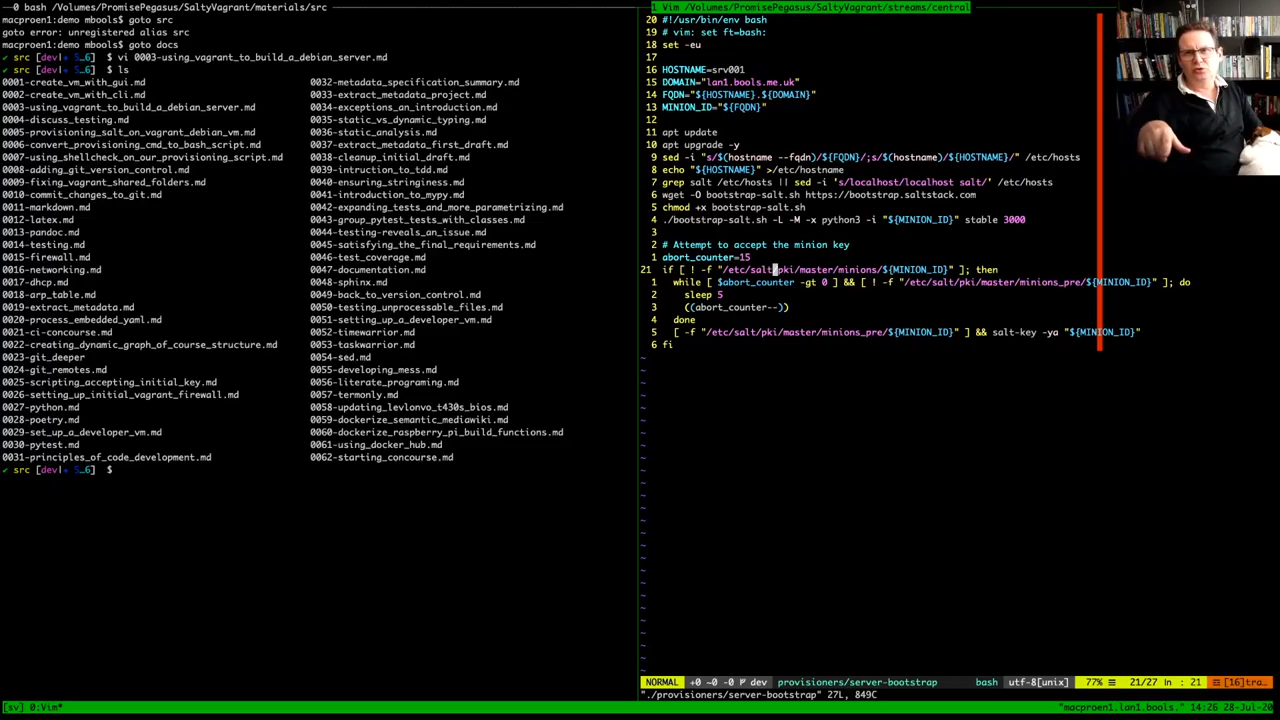 0 bash /Volumes/PromisePegasus/SaltyVagrant/materials/src
macproen1:demo mbools$ goto src
goto error: unregistered alias src
macproen1:demo mbools$ goto docs
✔ src [dev|✚ 5…6] $ vi 0003-using_vagrant_to_build_a_debian_server.md
✔ src [dev|✚ 5…6] $ ls
0001-create_vm_with_gui.md 0032-metadata_specification_summary.md
0002-create_vm_with_cli.md 0033-extract_metadata_project.md
0003-using_vagrant_to_build_a_debian_server.md 0034-exceptions_an_introduction.md
0004-discuss_testing.md 0035-static_vs_dynamic_typing.md
0005-provisioning_salt_on_vagrant_debian_vm.md 0036-static_analysis.md
0006-convert_provisioning_cmd_to_bash_script.md 0037-extract_metadata_first_draft.md
0007-using_shellcheck_on_our_provisioning_script.md 0038-cleanup_initial_draft.md
0008-adding_git_version_control.md 0039-intruction_to_tdd.md
0009-fixing_vagrant_shared_folders.md 0040-ensuring_stringiness.md
0010-commit_changes_to_git.md 0041-introduction_to_mypy.md
0011-markdown.md 0042-expanding_tests_and_more_parametrizing.md
0012-latex.md 0043-group_pytest_tests_with_classes.md
0013-pandoc.md 0044-testing-reveals_an_issue.md
0014-testing.md 0045-satisfying_the_final_requirements.md
0015-firewall.md 0046-refactoring.md
0016-networking.md 0047-documentation.md
0017-dhcp.md 0048-sphinx.md
0018-arp_table.md 0049-back_to_version_control.md
0019-extract_metadata.md 0050-testing_unprocessable_files.md
0020-process_embedded_yaml.md 0051-setting_up_a_developer_vm.md
0021-ci-concourse.md 0052-timewarrior.md
0022-creating_dynamic_graph_of_course_structure.md 0053-taskwarrior.md
0023-git_deeper 0054-sed.md
0024-git_remotes.md 0055-developing_mess.md
0025-scripting_accepting_initial_key.md 0056-literate_programing.md
0026-setting_up_initial_vagrant_firewall.md 0057-termonly.md
0027-python.md 0058-updating_levlonvo_t430s_bios.md
0028-poetry.md 0059-dockerize_semantic_mediawiki.md
0029-set_up_a_developer_vm.md 0060-dockerize_raspberry_pi_build_functions.md
0030-pytest.md 0061-using_docker_hub.md
0031-principles_of_code_development.md 0062-starting_concourse.md
✔ src [dev|✚ 5…6] $
1 Vim /Volumes/PromisePegasus/SaltyVagrant/streams/central
20 #!/usr/bin/env bash
19 # vim: set ft=bash:
18 set -eu
17
16 HOSTNAME=srv001
15 DOMAIN="lan1.bools.me.uk"
14 FQDN="${HOSTNAME}.${DOMAIN}"
13 MINION_ID="${FQDN}"
12
11 apt update
10 apt upgrade -y
9 sed -i "s/$(hostname --fqdn)/${FQDN}/;s/$(hostname)/${HOSTNAME}/" /etc/hosts
8 echo "${HOSTNAME}" >/etc/hostname
7 grep salt /etc/hosts || sed -i 's/localhost/localhost salt/' /etc/hosts
6 wget -O bootstrap-salt.sh https://bootstrap.saltstack.com
5 chmod +x bootstrap-salt.sh
4 ./bootstrap-salt.sh -L -M -x python3 -i "${MINION_ID}" stable 3000
3
2 # Attempt to accept the minion key
1 abort_counter=15
21 if [ ! -f "/etc/salt/pki/master/minions/${MINION_ID}" ]; then
1 while [ $abort_counter -gt 0 ] && [ ! -f "/etc/salt/pki/master/minions_pre/${MINION_ID}" ]; do
2 sleep 5
3 ((abort_counter--))
4 done
5 [ -f "/etc/salt/pki/master/minions_pre/${MINION_ID}" ] && salt-key -ya "${MINION_ID}"
6 fi
NORMAL +0 ~0 -0 dev provisioners/server-bootstrap bash utf-8[unix] 77% ☰ 21/27 ln : 21 ☲ [16]tra…
"./provisioners/server-bootstrap" 27L, 849C
[sv] 0:Vim* "macproen1.lan1.bools." 14:26 28-Jul-20